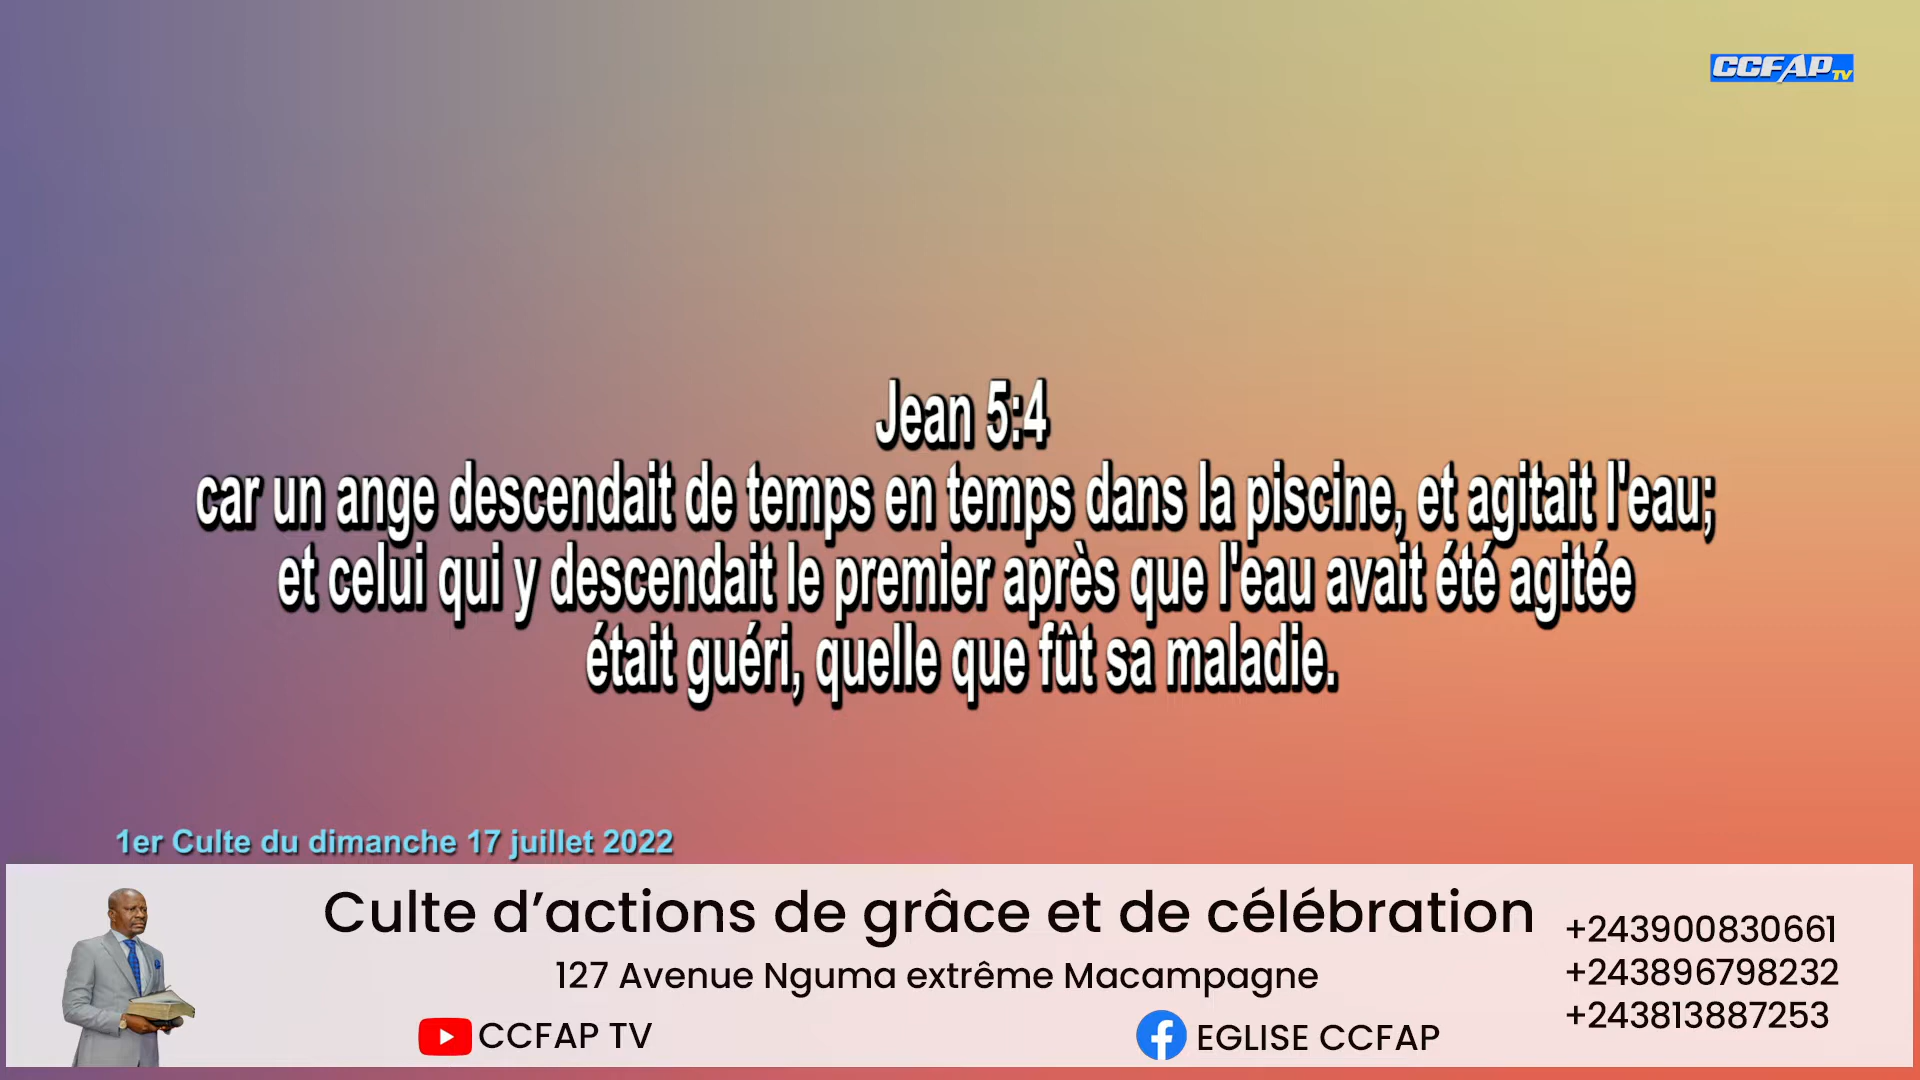 CCFAP TV
Jean 5:4
car un ange descendait de temps en temps dans la piscine, et agitait l'eau;
et celui qui y descendait le premier après que l'eau avait été agitée
était guéri, quelle que fût sa maladie.
1er Culte du dimanche 17 juillet 2022
Culte d’actions de grâce et de célébration
127 Avenue Nguma extrême Macampagne
CCFAP TV
EGLISE CCFAP
+243900830661
+243896798232
+243813887253